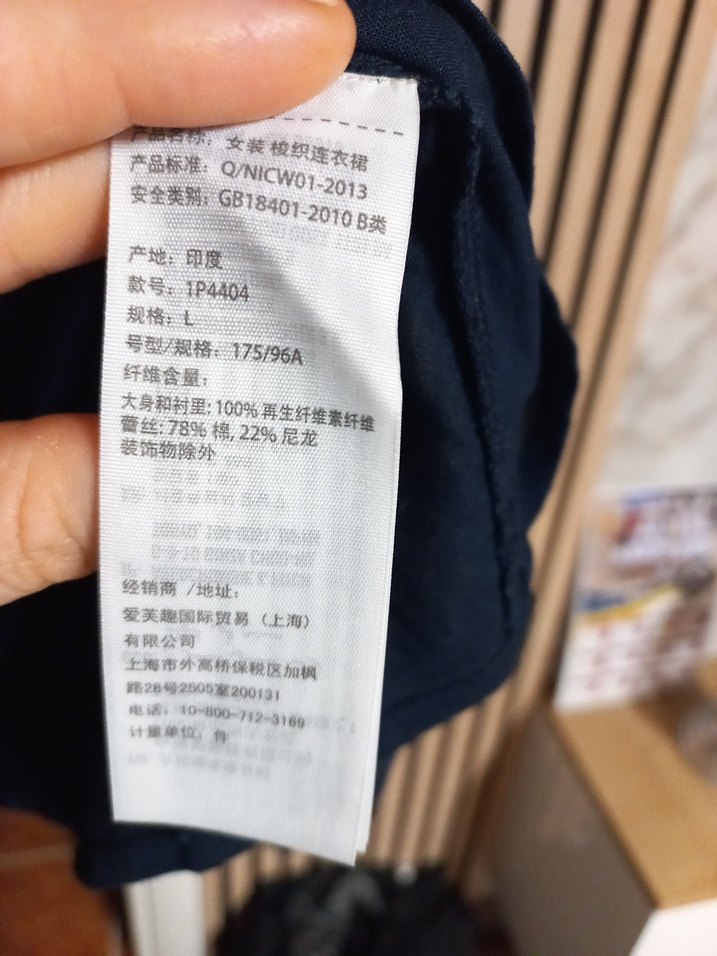 产品名称：女装 梭织连衣裙
产品标准：Q/NICW01-2013
安全类别：GB18401-2010 B类
产地：印度
款号：1P4404
规格：L
号型/规格：175/96A
纤维含量：
大身和衬里: 100% 再生纤维素纤维
蕾丝: 78% 棉, 22% 尼龙
装饰物除外
经销商 /地址：
爱芙趣国际贸易（上海）
有限公司
上海市外高桥保税区加枫
路28号2505室200131
电话：10-800-712-3169
计量单位：件